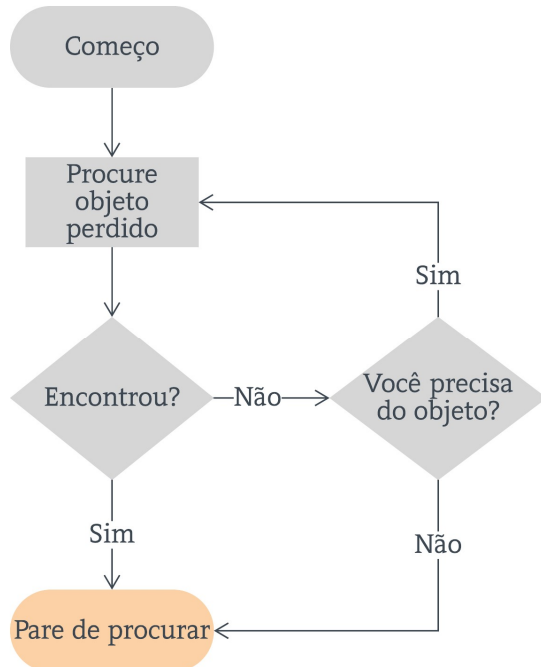 Começo
Procure
objeto
perdido
Sim
Encontrou?
Não
Você precisa
do objeto?
Sim
Não
Pare de procurar